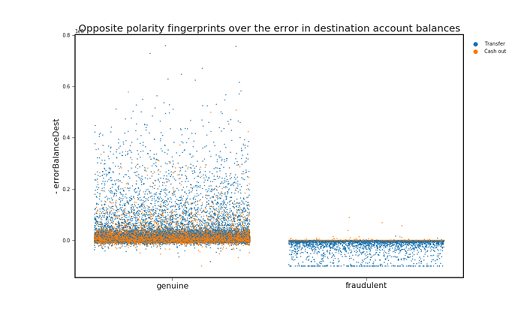 Opposite polarity fingerprints over the error in destination account balances
Transfer
Cash out
0.8
0.6
0.4
0.2
0.0
- errorBalanceDest
genuine
fraudulent